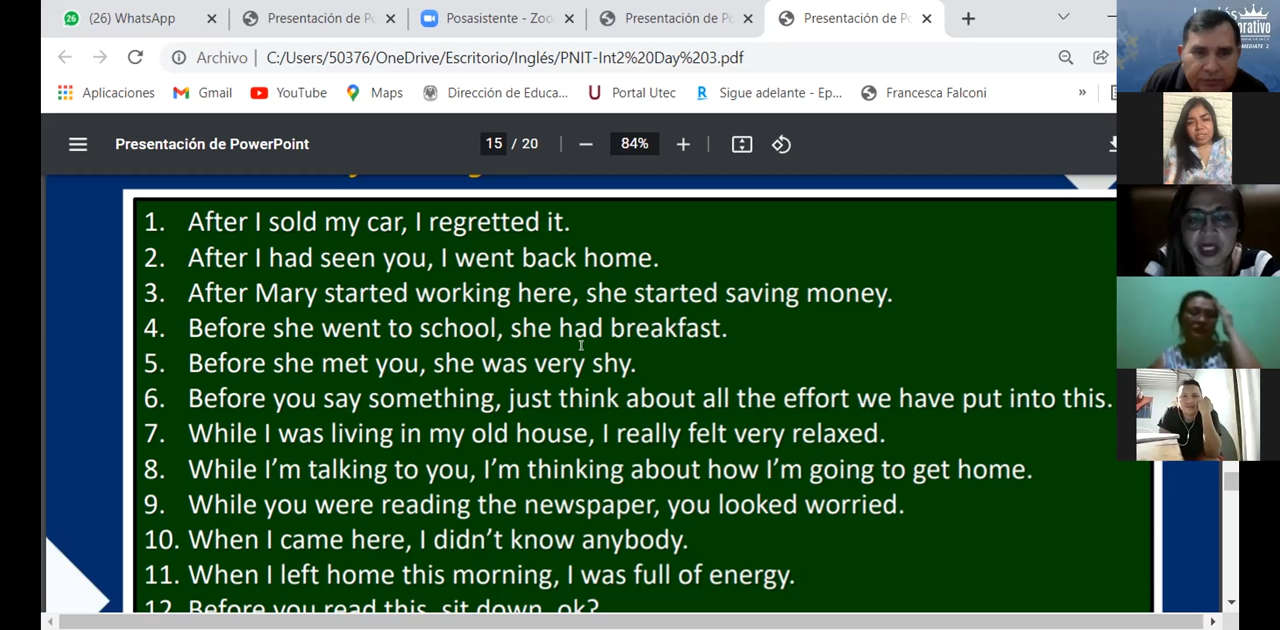 (26) WhatsApp
Presentación de Po
Posasistente - Zoo
Presentación de Po
Presentación de Po
Archivo
C:/Users/50376/OneDrive/Escritorio/Inglés/PNIT-Int2%20Day%203.pdf
Aplicaciones
Gmail
YouTube
Maps
Dirección de Educa...
Portal Utec
Sigue adelante - Ep...
Francesca Falconi
»
Presentación de PowerPoint
15 / 20
84%
1. After I sold my car, I regretted it.
2. After I had seen you, I went back home.
3. After Mary started working here, she started saving money.
4. Before she went to school, she had breakfast.
5. Before she met you, she was very shy.
6. Before you say something, just think about all the effort we have put into this.
7. While I was living in my old house, I really felt very relaxed.
8. While I'm talking to you, I'm thinking about how I'm going to get home.
9. While you were reading the newspaper, you looked worried.
10. When I came here, I didn't know anybody.
11. When I left home this morning, I was full of energy.
12. Before you read this, sit down, ok?